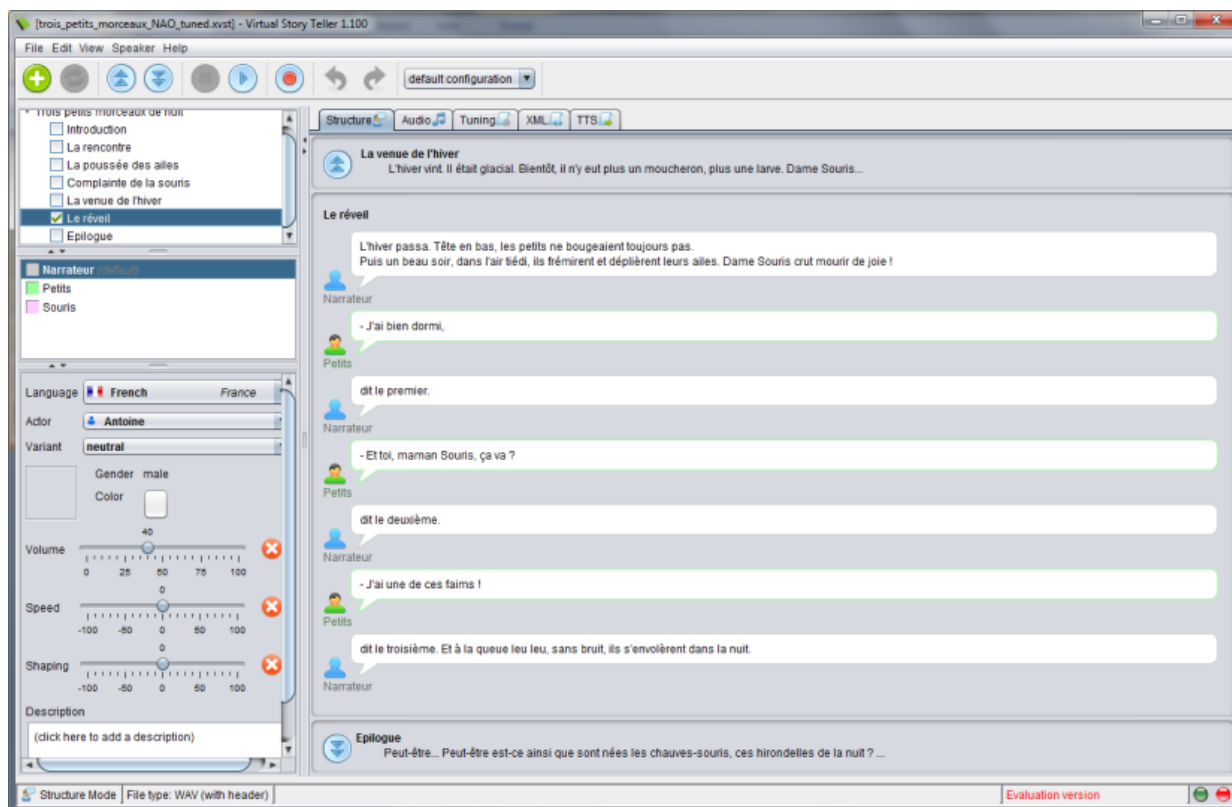 [trois_petits_morceaux_NAO_tuned.xvst] - Virtual Story Teller 1.100
File Edit View Speaker Help
default configuration
Trois petits morceaux de nuit
Introduction
La rencontre
La poussée des ailes
Complainte de la souris
La venue de l'hiver
Le réveil
Epilogue
Narrateur (default)
Petits
Souris
Language French France
Actor Antoine
Variant neutral
Gender male
Color
40
Volume
0 25 50 75 100
0
Speed
-100 -50 0 50 100
0
Shaping
-100 -50 0 50 100
Description
(click here to add a description)
Structure Audio Tuning XML TTS
La venue de l'hiver
L'hiver vint. Il était glacial. Bientôt, il n'y eut plus un moucheron, plus une larve. Dame Souris...
Le réveil
L'hiver passa. Tête en bas, les petits ne bougeaient toujours pas.
Puis un beau soir, dans l'air tiédi, ils frémirent et déplièrent leurs ailes. Dame Souris crut mourir de joie !
Narrateur
- J'ai bien dormi,
Petits
dit le premier.
Narrateur
- Et toi, maman Souris, ça va ?
Petits
dit le deuxième.
Narrateur
- J'ai une de ces faims !
Petits
dit le troisième. Et à la queue leu leu, sans bruit, ils s'envolèrent dans la nuit.
Narrateur
Epilogue
Peut-être... Peut-être est-ce ainsi que sont nées les chauves-souris, ces hirondelles de la nuit ? ...
Structure Mode File type: WAV (with header) Evaluation version